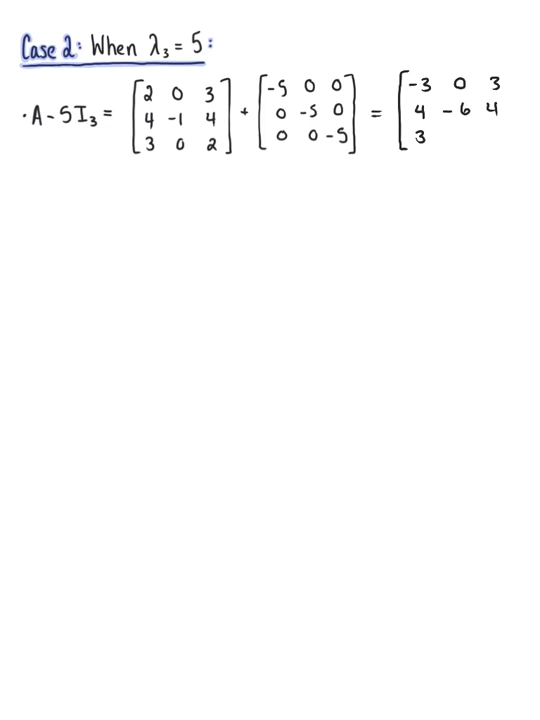 Case 2: When λ₃ = 5:
· A - 5I₃ = [2 0 3; 4 -1 4; 3 0 2] + [-5 0 0; 0 -5 0; 0 0 -5] = [-3 0 3; 4 -6 4; 3